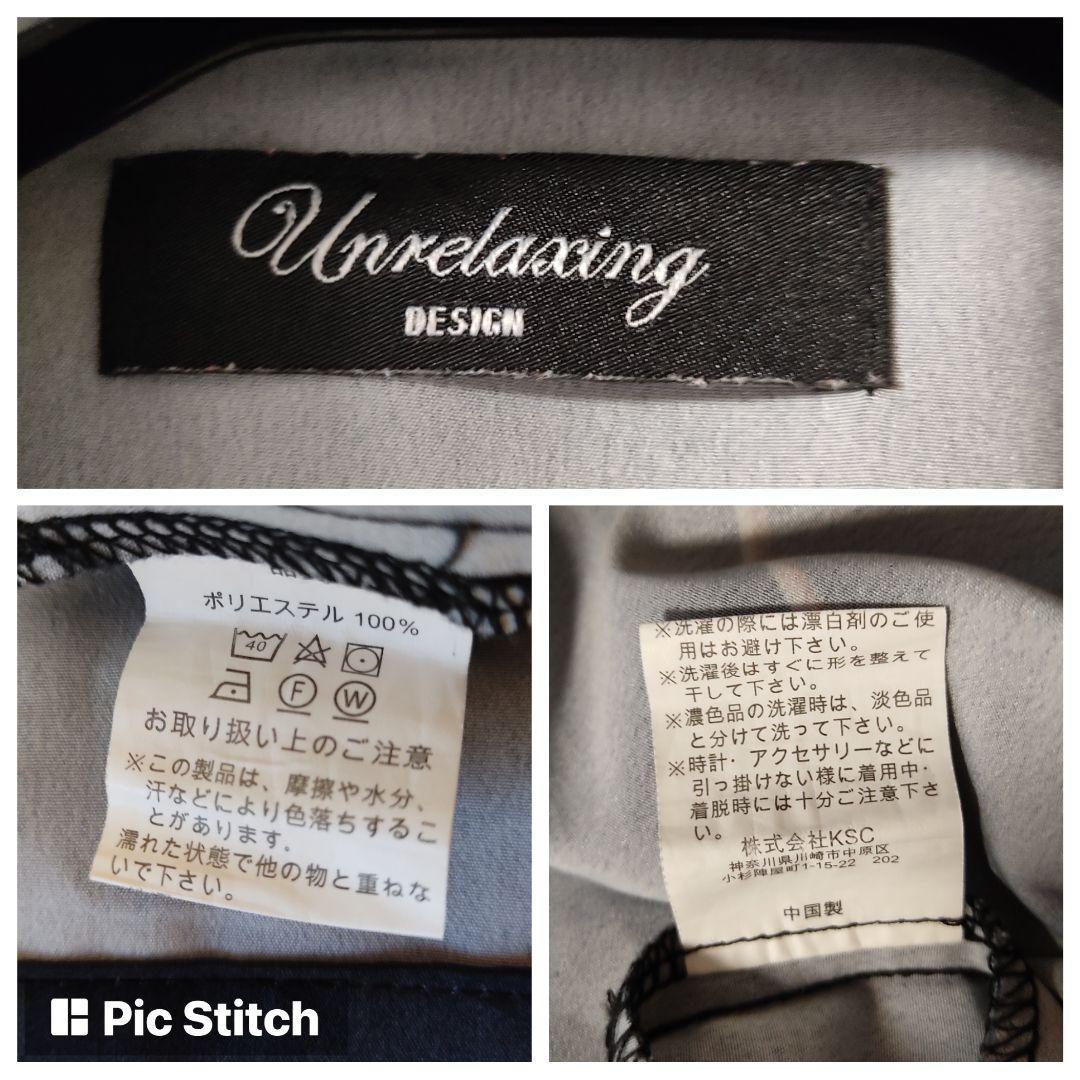 Unrelaxing
DESIGN
ポリエステル 100%
40
F W
お取り扱い上のご注意
※この製品は、摩擦や水分、
汗などにより色落ちするこ
とがあります.
濡れた状態で他の物と重ねな
いで下さい。
※洗濯の際には漂白剤のご使
用はお避け下さい。
※洗濯後はすぐに形を整えて
干して下さい。
※濃色品の洗濯時は、淡色品
と分けて洗って下さい。
※時計・アクセサリーなどに
引っ掛けない様に着用中・
着脱時には十分ご注意下さ
い。
株式会社KSC
神奈川県川崎市中原区
小杉陣屋町1-15-22 202
中国製
Pic Stitch